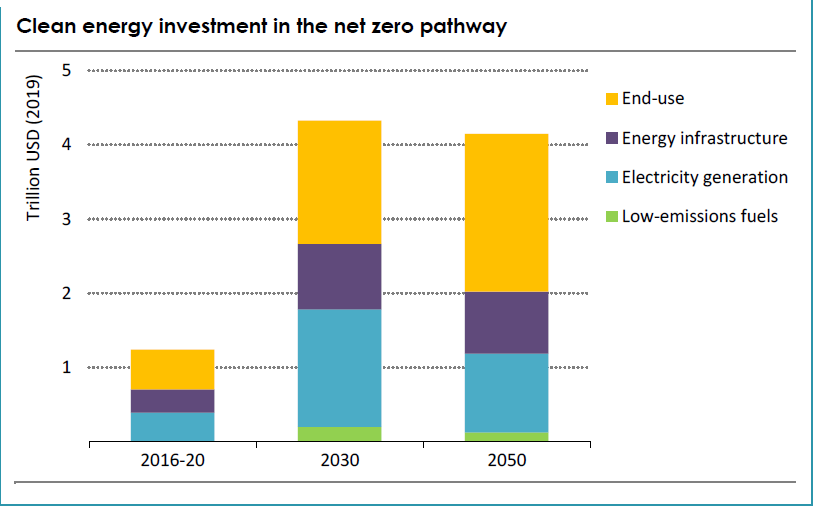 Clean energy investment in the net zero pathway
Trillion USD (2019)
5
4
3
2
1
2016-20
2030
2050
End-use
Energy infrastructure
Electricity generation
Low-emissions fuels